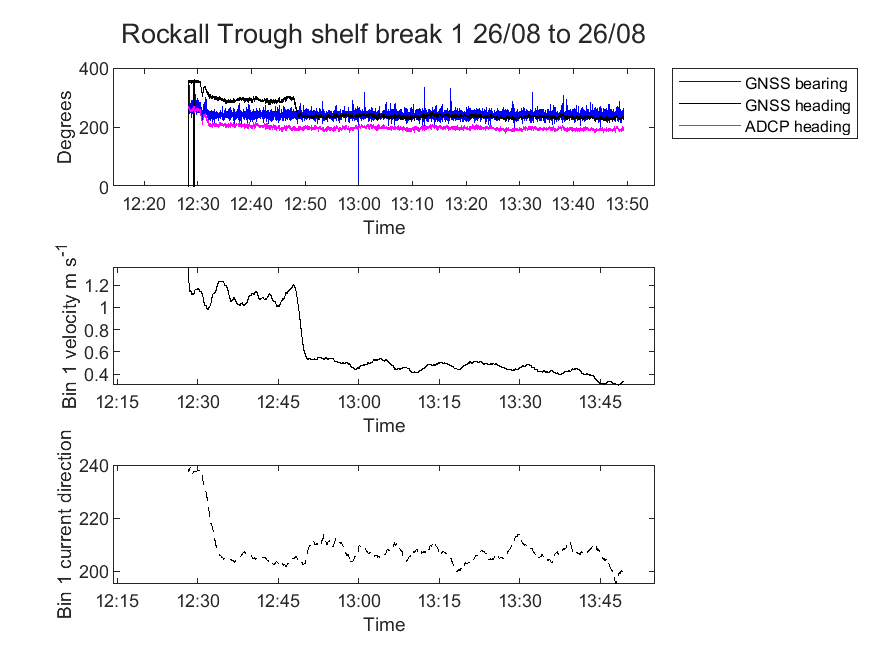 Rockall Trough shelf break 1 26/08 to 26/08
Degrees
400
200
0
12:20 12:30 12:40 12:50 13:00 13:10 13:20 13:30 13:40 13:50
Time
GNSS bearing
GNSS heading
ADCP heading
Bin 1 velocity m s-1
1.2
1
0.8
0.6
0.4
12:15 12:30 12:45 13:00 13:15 13:30 13:45
Time
Bin 1 current direction
240
220
200
12:15 12:30 12:45 13:00 13:15 13:30 13:45
Time